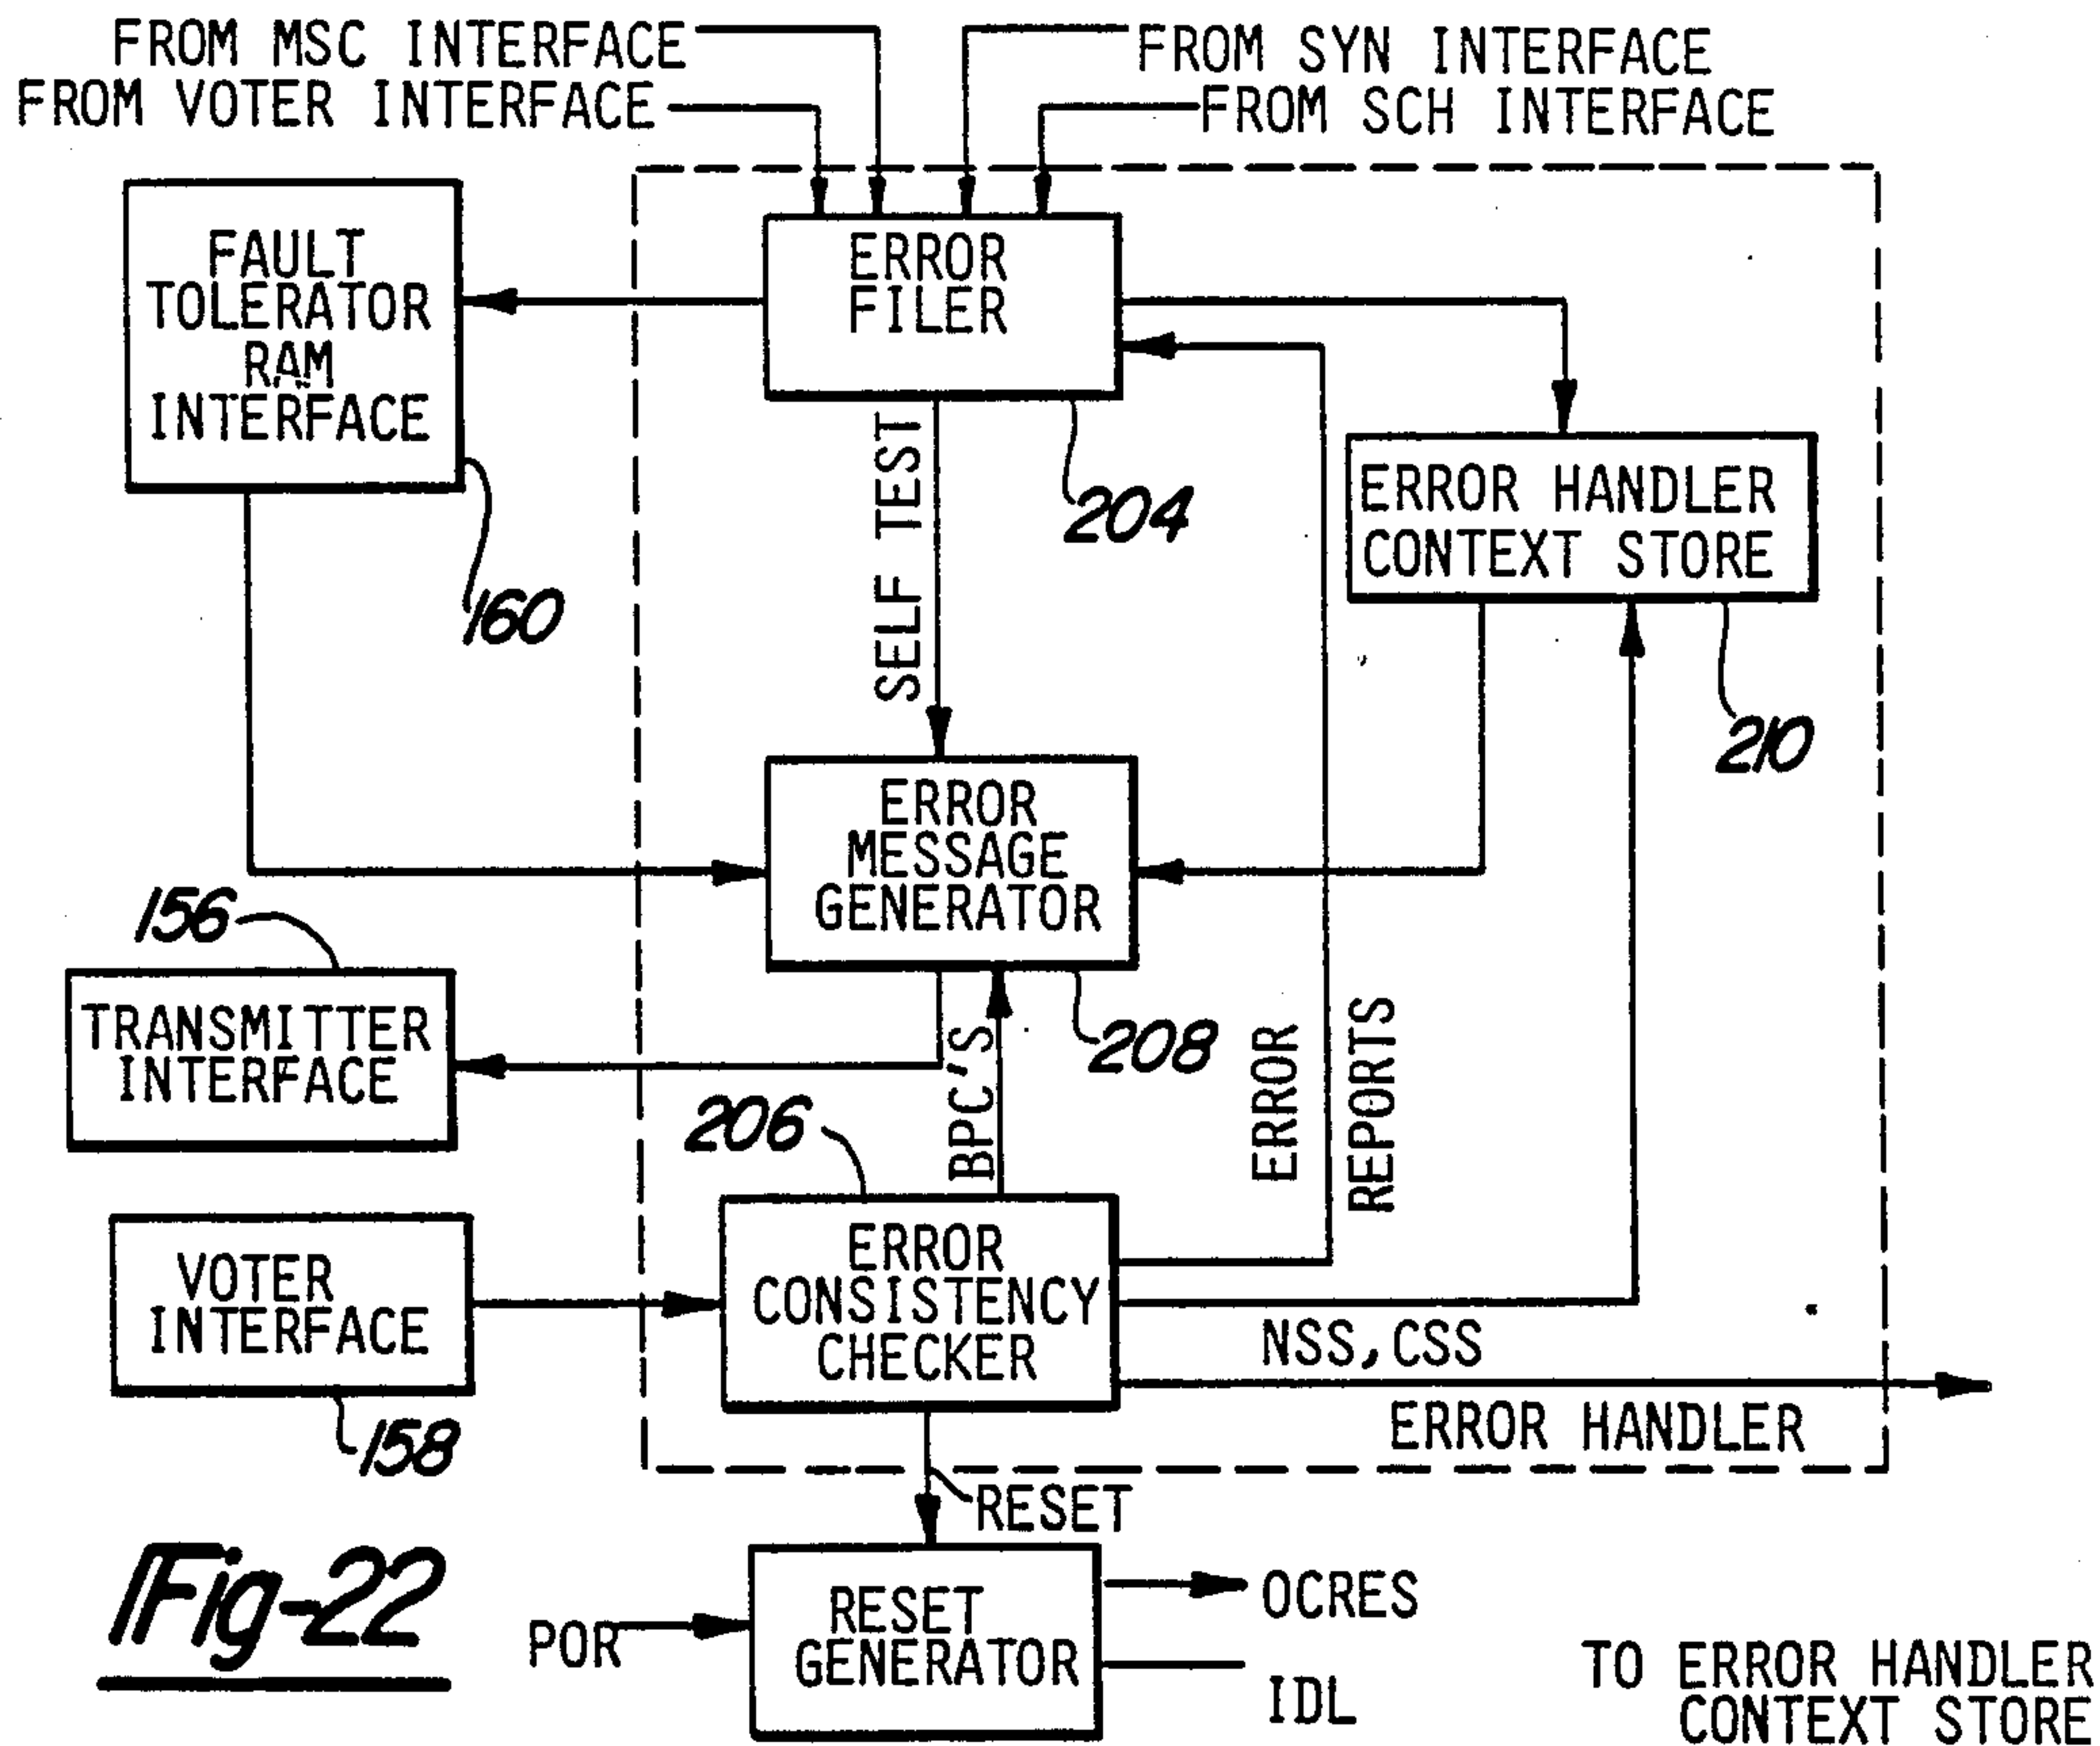 FROM MSC INTERFACE
FROM VOTER INTERFACE
FROM SYN INTERFACE
FROM SCH INTERFACE
FAULT
TOLERATOR
RAM
INTERFACE
160
ERROR
FILER
204
SELF TEST
ERROR HANDLER
CONTEXT STORE
210
ERROR
MESSAGE
GENERATOR
208
156
TRANSMITTER
INTERFACE
BPC'S
ERROR
REPORTS
206
VOTER
INTERFACE
158
ERROR
CONSISTENCY
CHECKER
NSS, CSS
ERROR HANDLER
RESET
POR
RESET
GENERATOR
OCRES
IDL
TO ERROR HANDLER
CONTEXT STORE
Fig-22